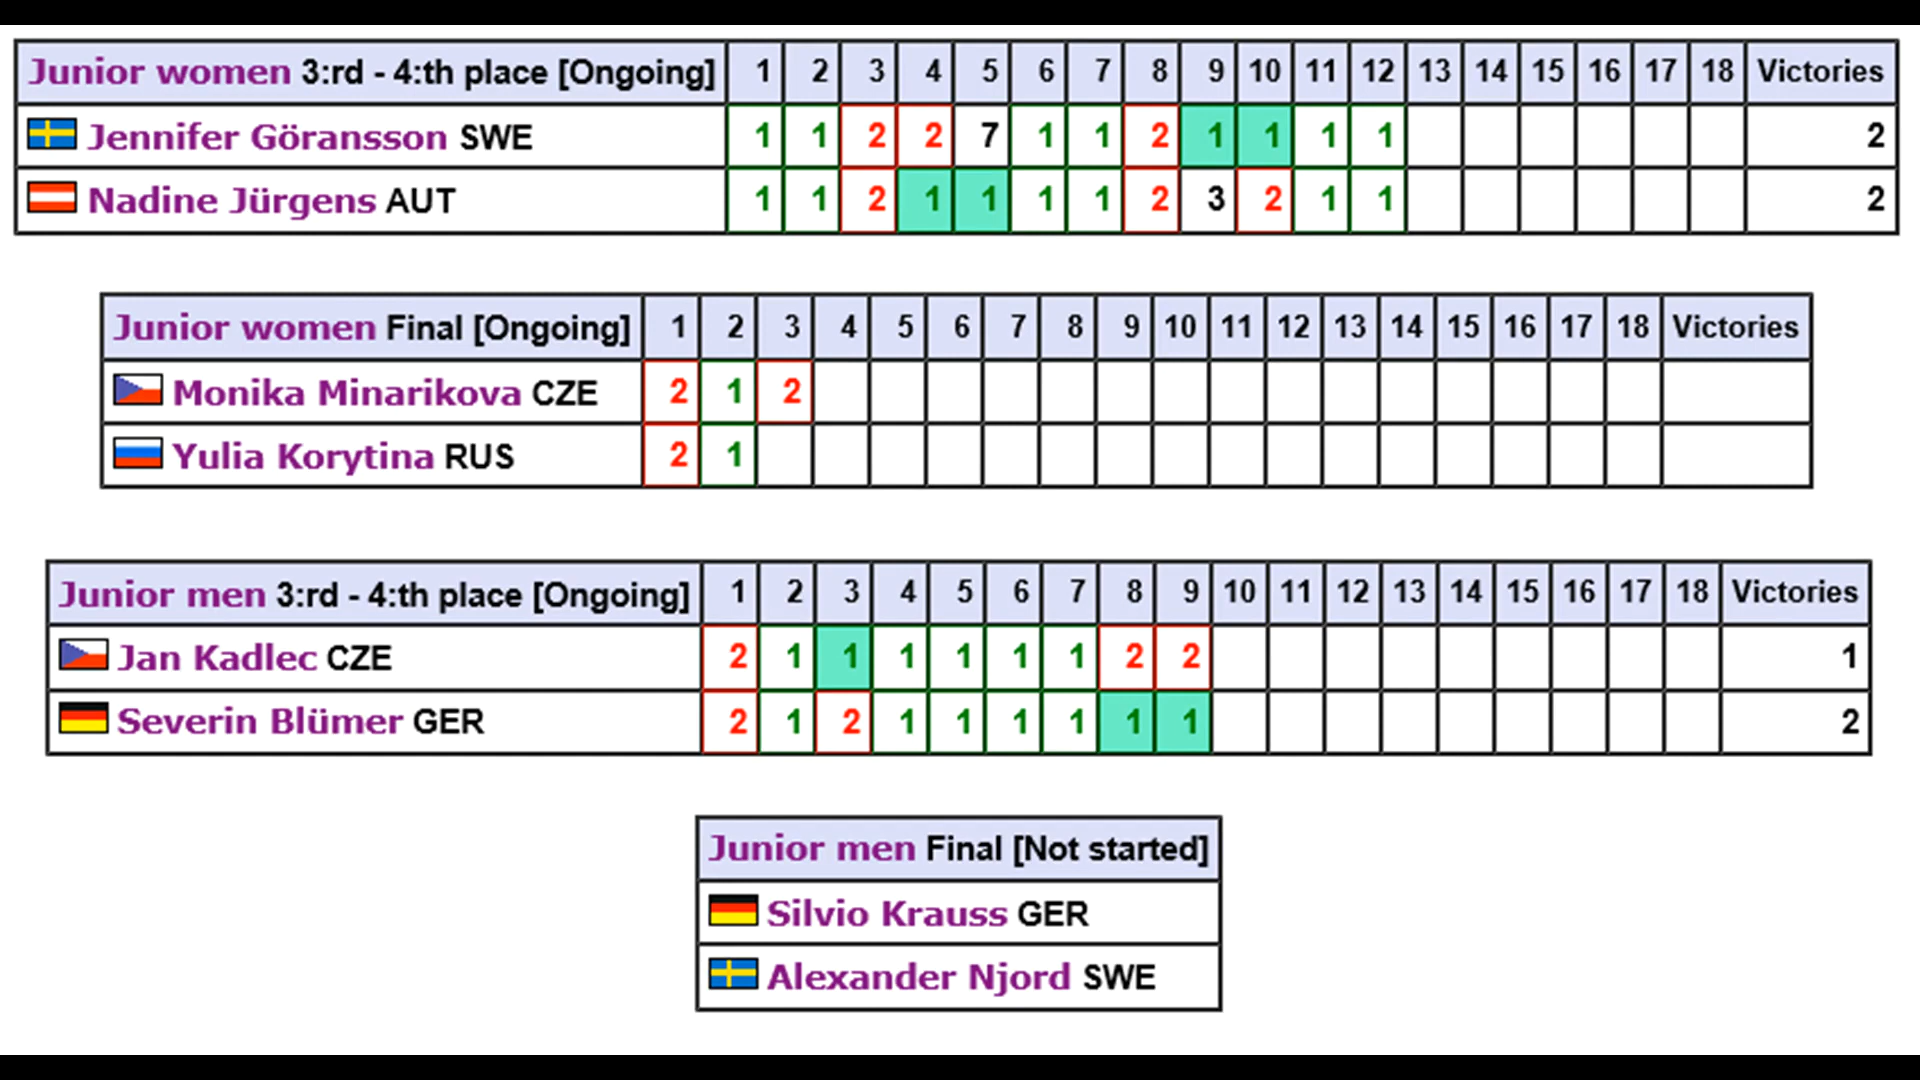 Junior women 3:rd - 4:th place [Ongoing] 1 2 3 4 5 6 7 8 9 10 11 12 13 14 15 16 17 18 Victories
Jennifer Göransson SWE 1 1 2 2 7 1 1 2 1 1 1 1 2
Nadine Jürgens AUT 1 1 2 1 1 1 1 2 3 2 1 1 2
Junior women Final [Ongoing] 1 2 3 4 5 6 7 8 9 10 11 12 13 14 15 16 17 18 Victories
Monika Minarikova CZE 2 1 2
Yulia Korytina RUS 2 1
Junior men 3:rd - 4:th place [Ongoing] 1 2 3 4 5 6 7 8 9 10 11 12 13 14 15 16 17 18 Victories
Jan Kadlec CZE 2 1 1 1 1 1 1 2 2 1
Severin Blümer GER 2 1 2 1 1 1 1 1 1 2
Junior men Final [Not started]
Silvio Krauss GER
Alexander Njord SWE